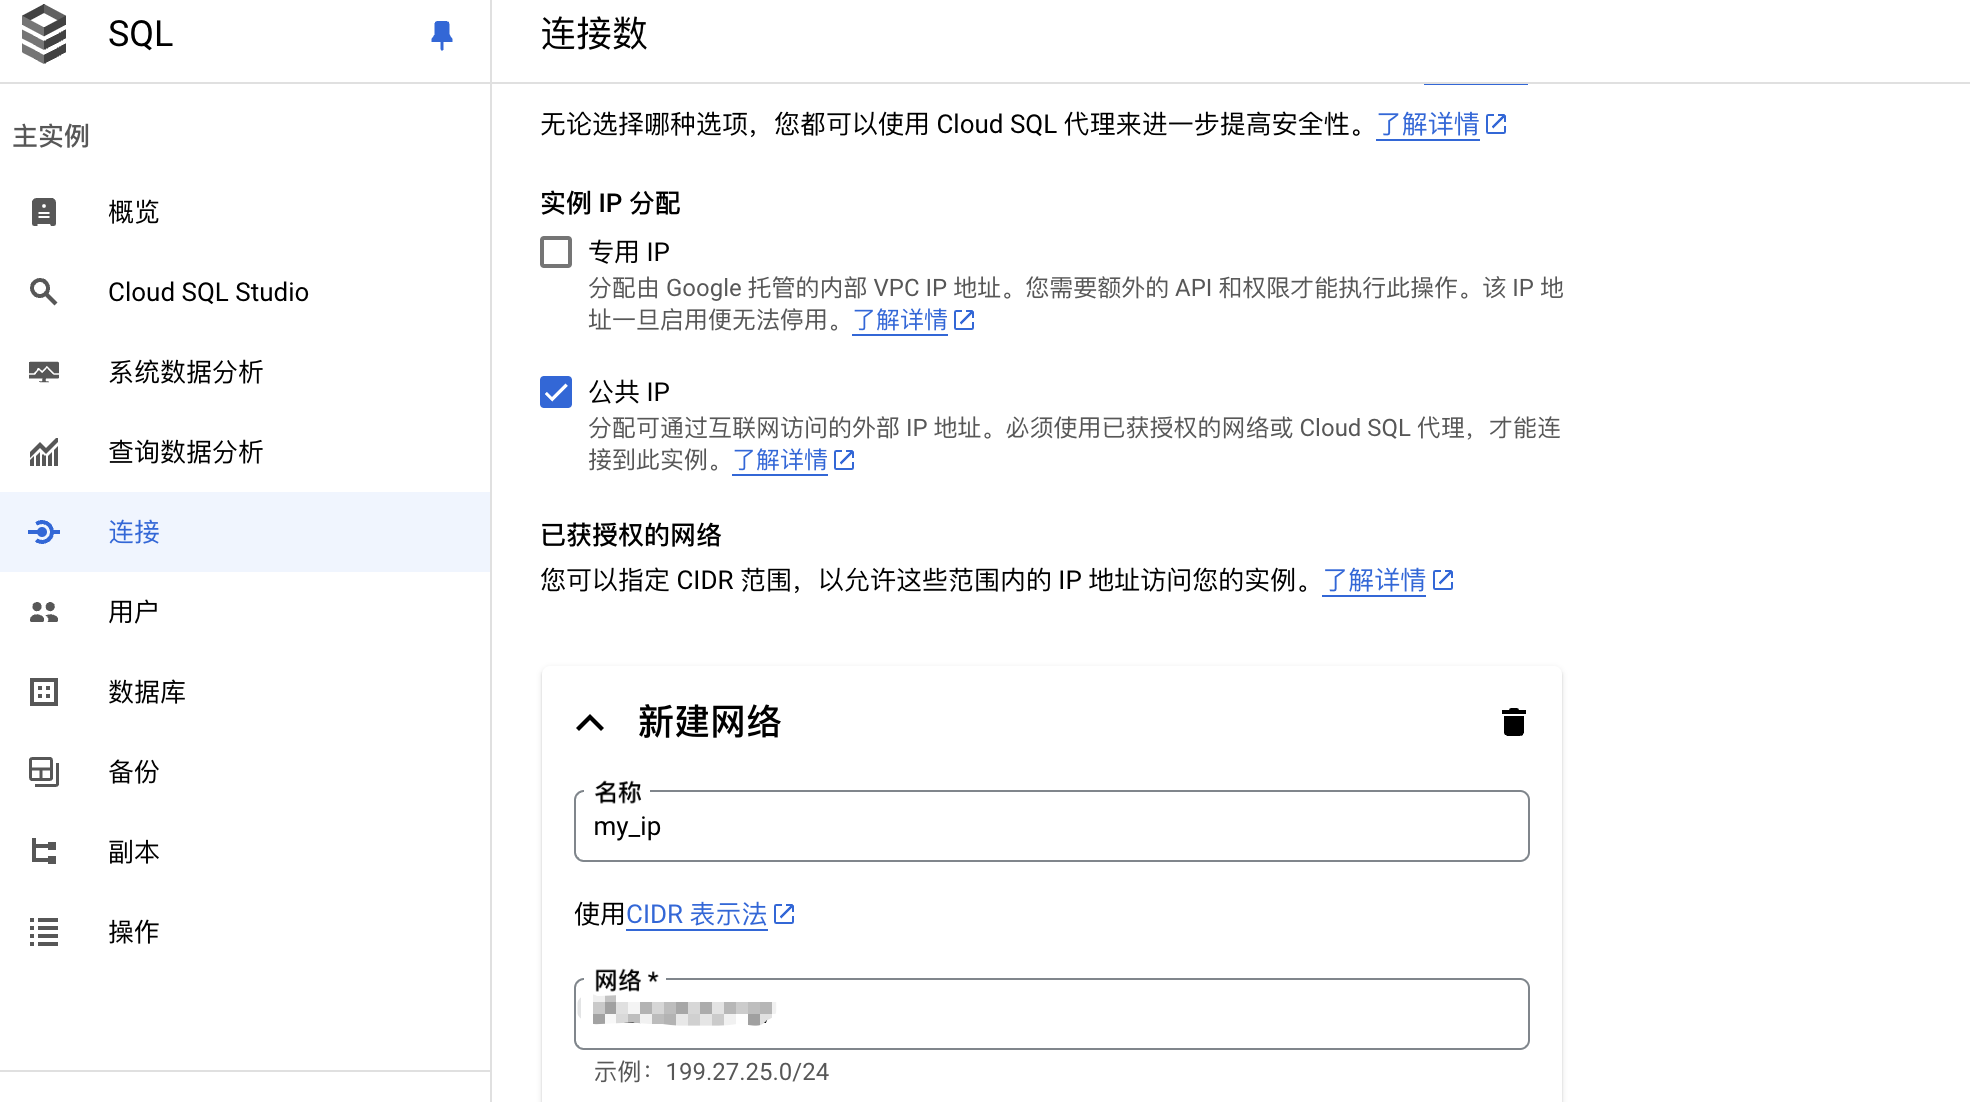 SQL
连接数
主实例
概览
Cloud SQL Studio
系统数据分析
查询数据分析
连接
用户
数据库
备份
副本
操作
无论选择哪种选项，您都可以使用 Cloud SQL 代理来进一步提高安全性。了解详情
实例 IP 分配
专用 IP
分配由 Google 托管的内部 VPC IP 地址。您需要额外的 API 和权限才能执行此操作。该 IP 地
址一旦启用便无法停用。了解详情
公共 IP
分配可通过互联网访问的外部 IP 地址。必须使用已获授权的网络或 Cloud SQL 代理，才能连
接到此实例。了解详情
已获授权的网络
您可以指定 CIDR 范围，以允许这些范围内的 IP 地址访问您的实例。了解详情
新建网络
名称
my_ip
使用CIDR 表示法
网络 *
示例：199.27.25.0/24